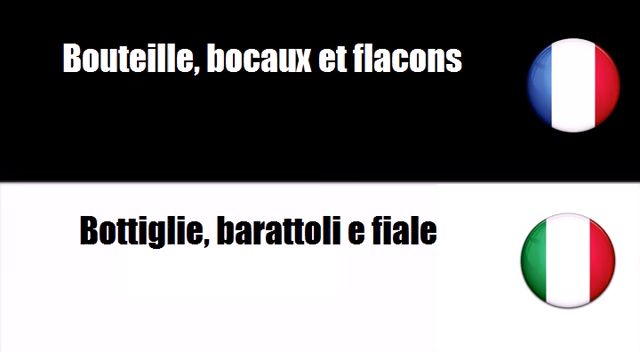 Bouteille, bocaux et flacons
Bottiglie, barattoli e fiale